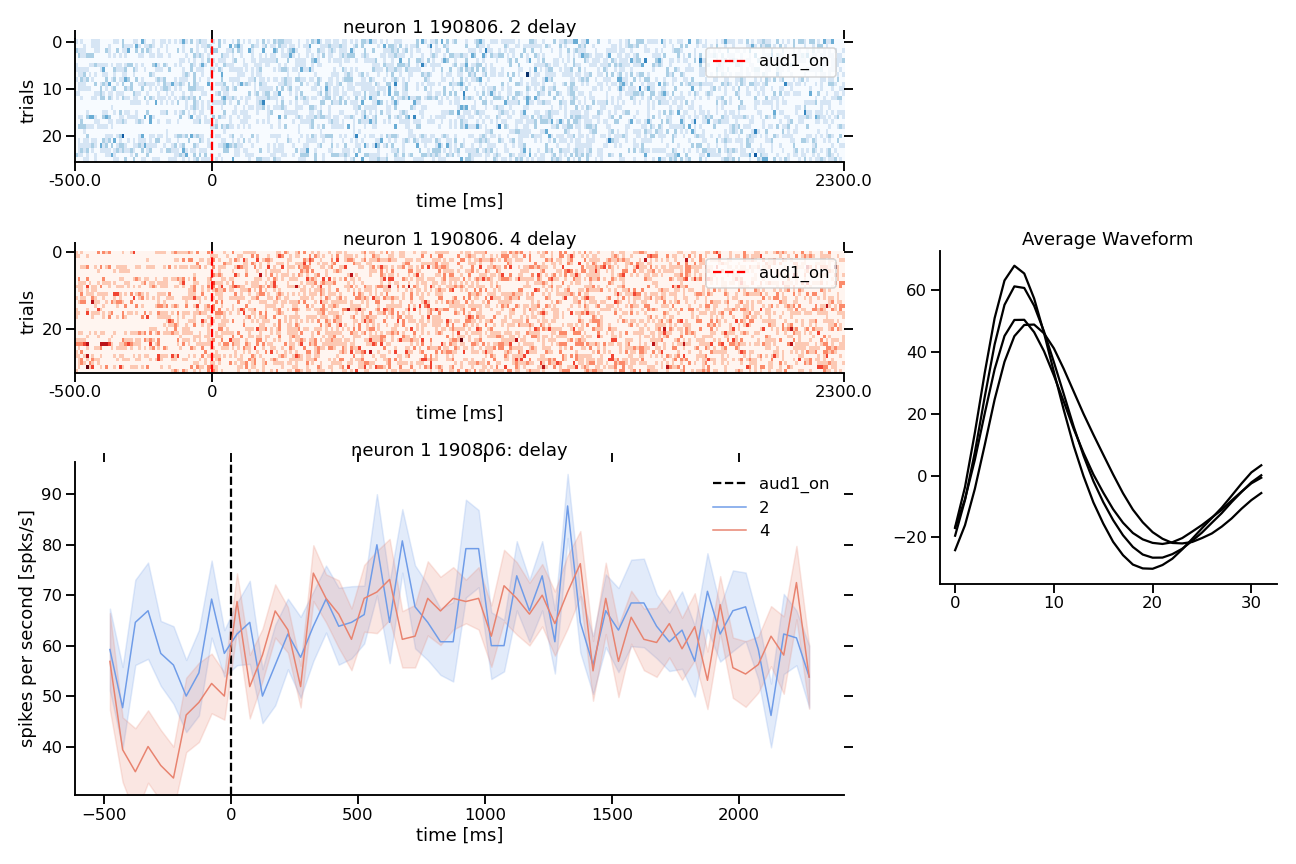 neuron 1 190806. 2 delay
0
10
20
trials
aud1_on
-500.0
0
2300.0
time [ms]
neuron 1 190806. 4 delay
0
20
trials
aud1_on
-500.0
0
2300.0
time [ms]
neuron 1 190806: delay
90
80
70
60
50
40
spikes per second [spks/s]
aud1_on
2
4
−500
0
500
1000
1500
2000
time [ms]
Average Waveform
60
40
20
0
−20
0
10
20
30